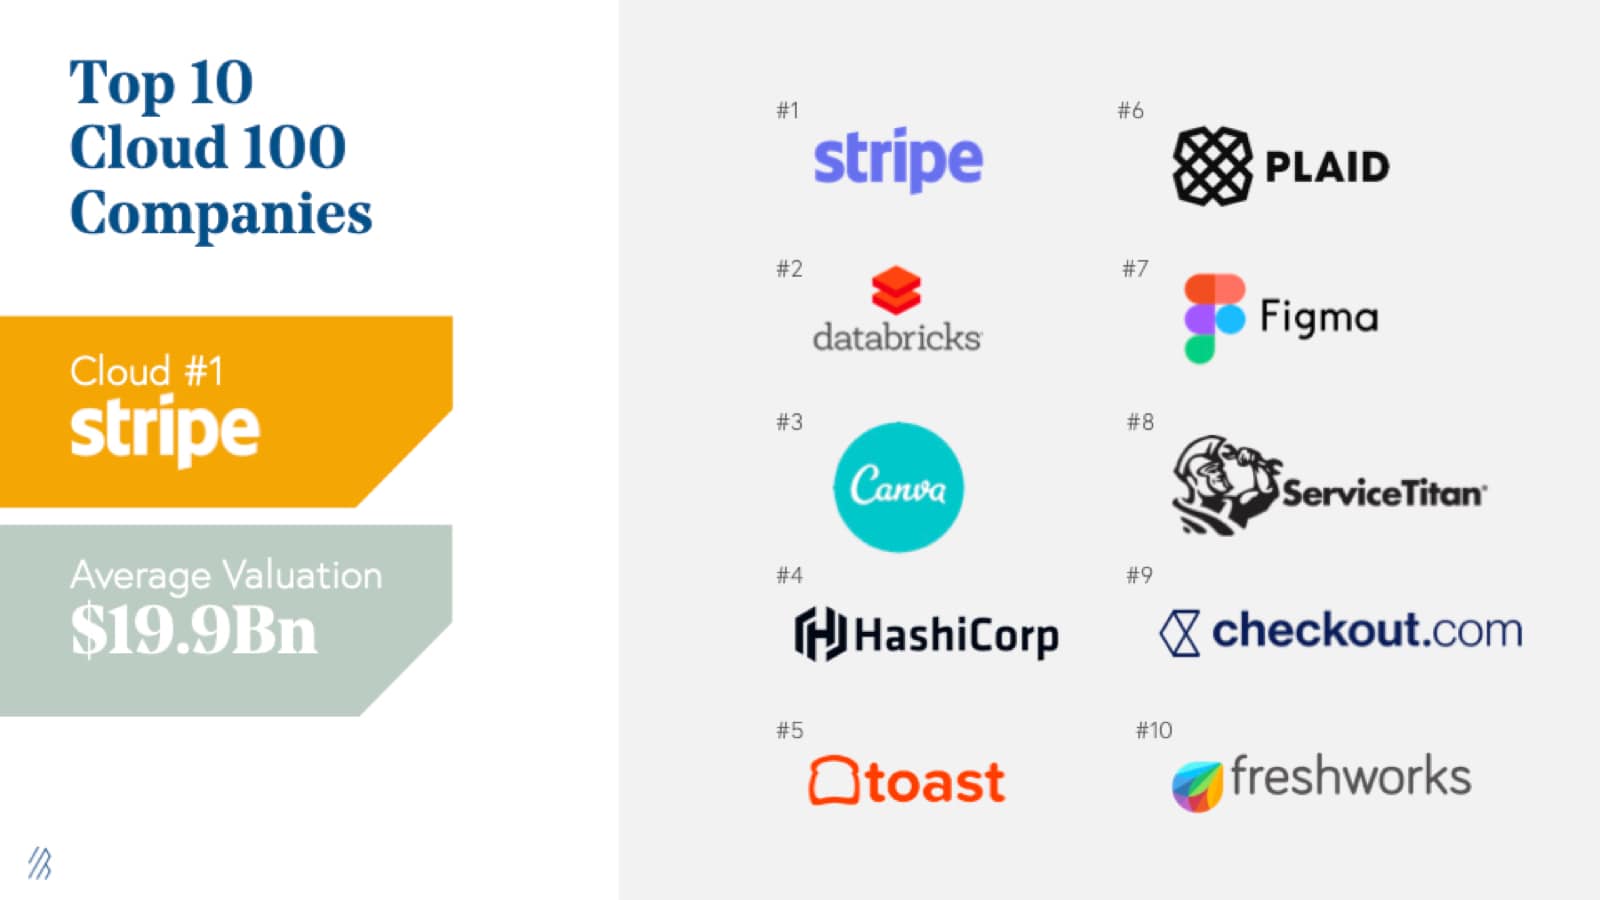 Top 10
Cloud 100
Companies
Cloud #1
stripe
Average Valuation
$19.9Bn
#1
stripe
#2
databricks
#3
Canva
#4
HashiCorp
#5
toast
#6
PLAID
#7
Figma
#8
ServiceTitan
#9
checkout.com
#10
freshworks